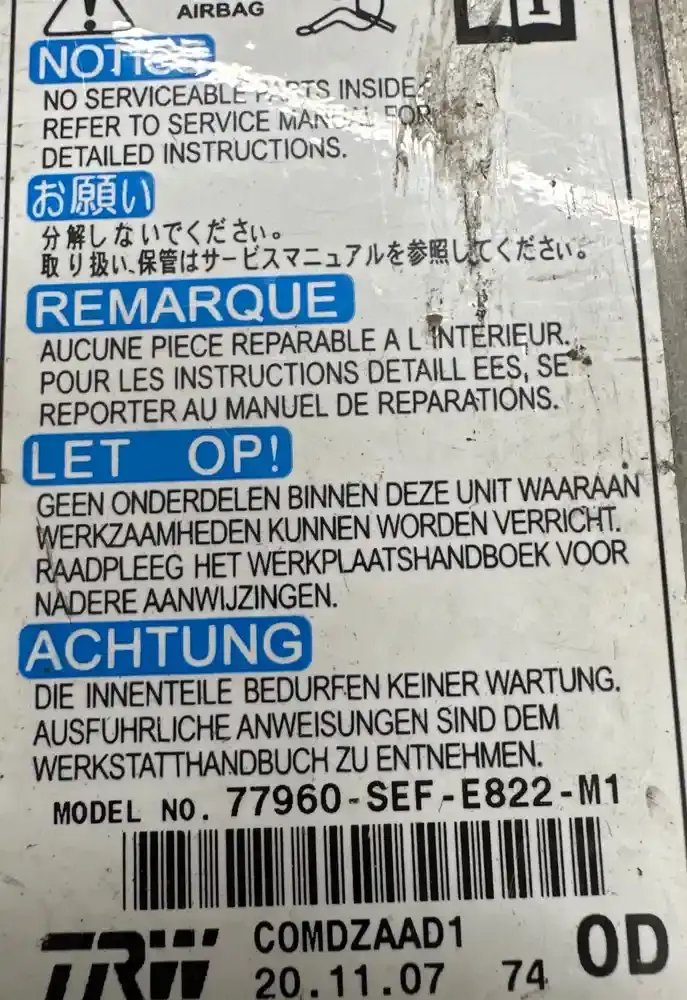 AIRBAG
NOTICE
NO SERVICEABLE PARTS INSIDE.
REFER TO SERVICE MANUAL FOR
DETAILED INSTRUCTIONS.
お願い
分解しないでください。
取り扱い、保管はサービスマニュアルを参照してください。
REMARQUE
AUCUNE PIECE REPARABLE A L'INTERIEUR.
POUR LES INSTRUCTIONS DETAILL EES, SE
REPORTER AU MANUEL DE REPARATIONS.
LET OP!
GEEN ONDERDELEN BINNEN DEZE UNIT WAARAAN
WERKZAAMHEDEN KUNNEN WORDEN VERRICHT.
RAADPLEEG HET WERKPLAATSHANDBOEK VOOR
NADERE AANWIJZINGEN.
ACHTUNG
DIE INNENTEILE BEDURFEN KEINER WARTUNG.
AUSFUHRLICHE ANWEISUNGEN SIND DEM
WERKSTATTHANDBUCH ZU ENTNEHMEN.
MODEL NO. 77960-SEF-E822-M1
TRW COMDZAAD1 0D
20.11.07 74